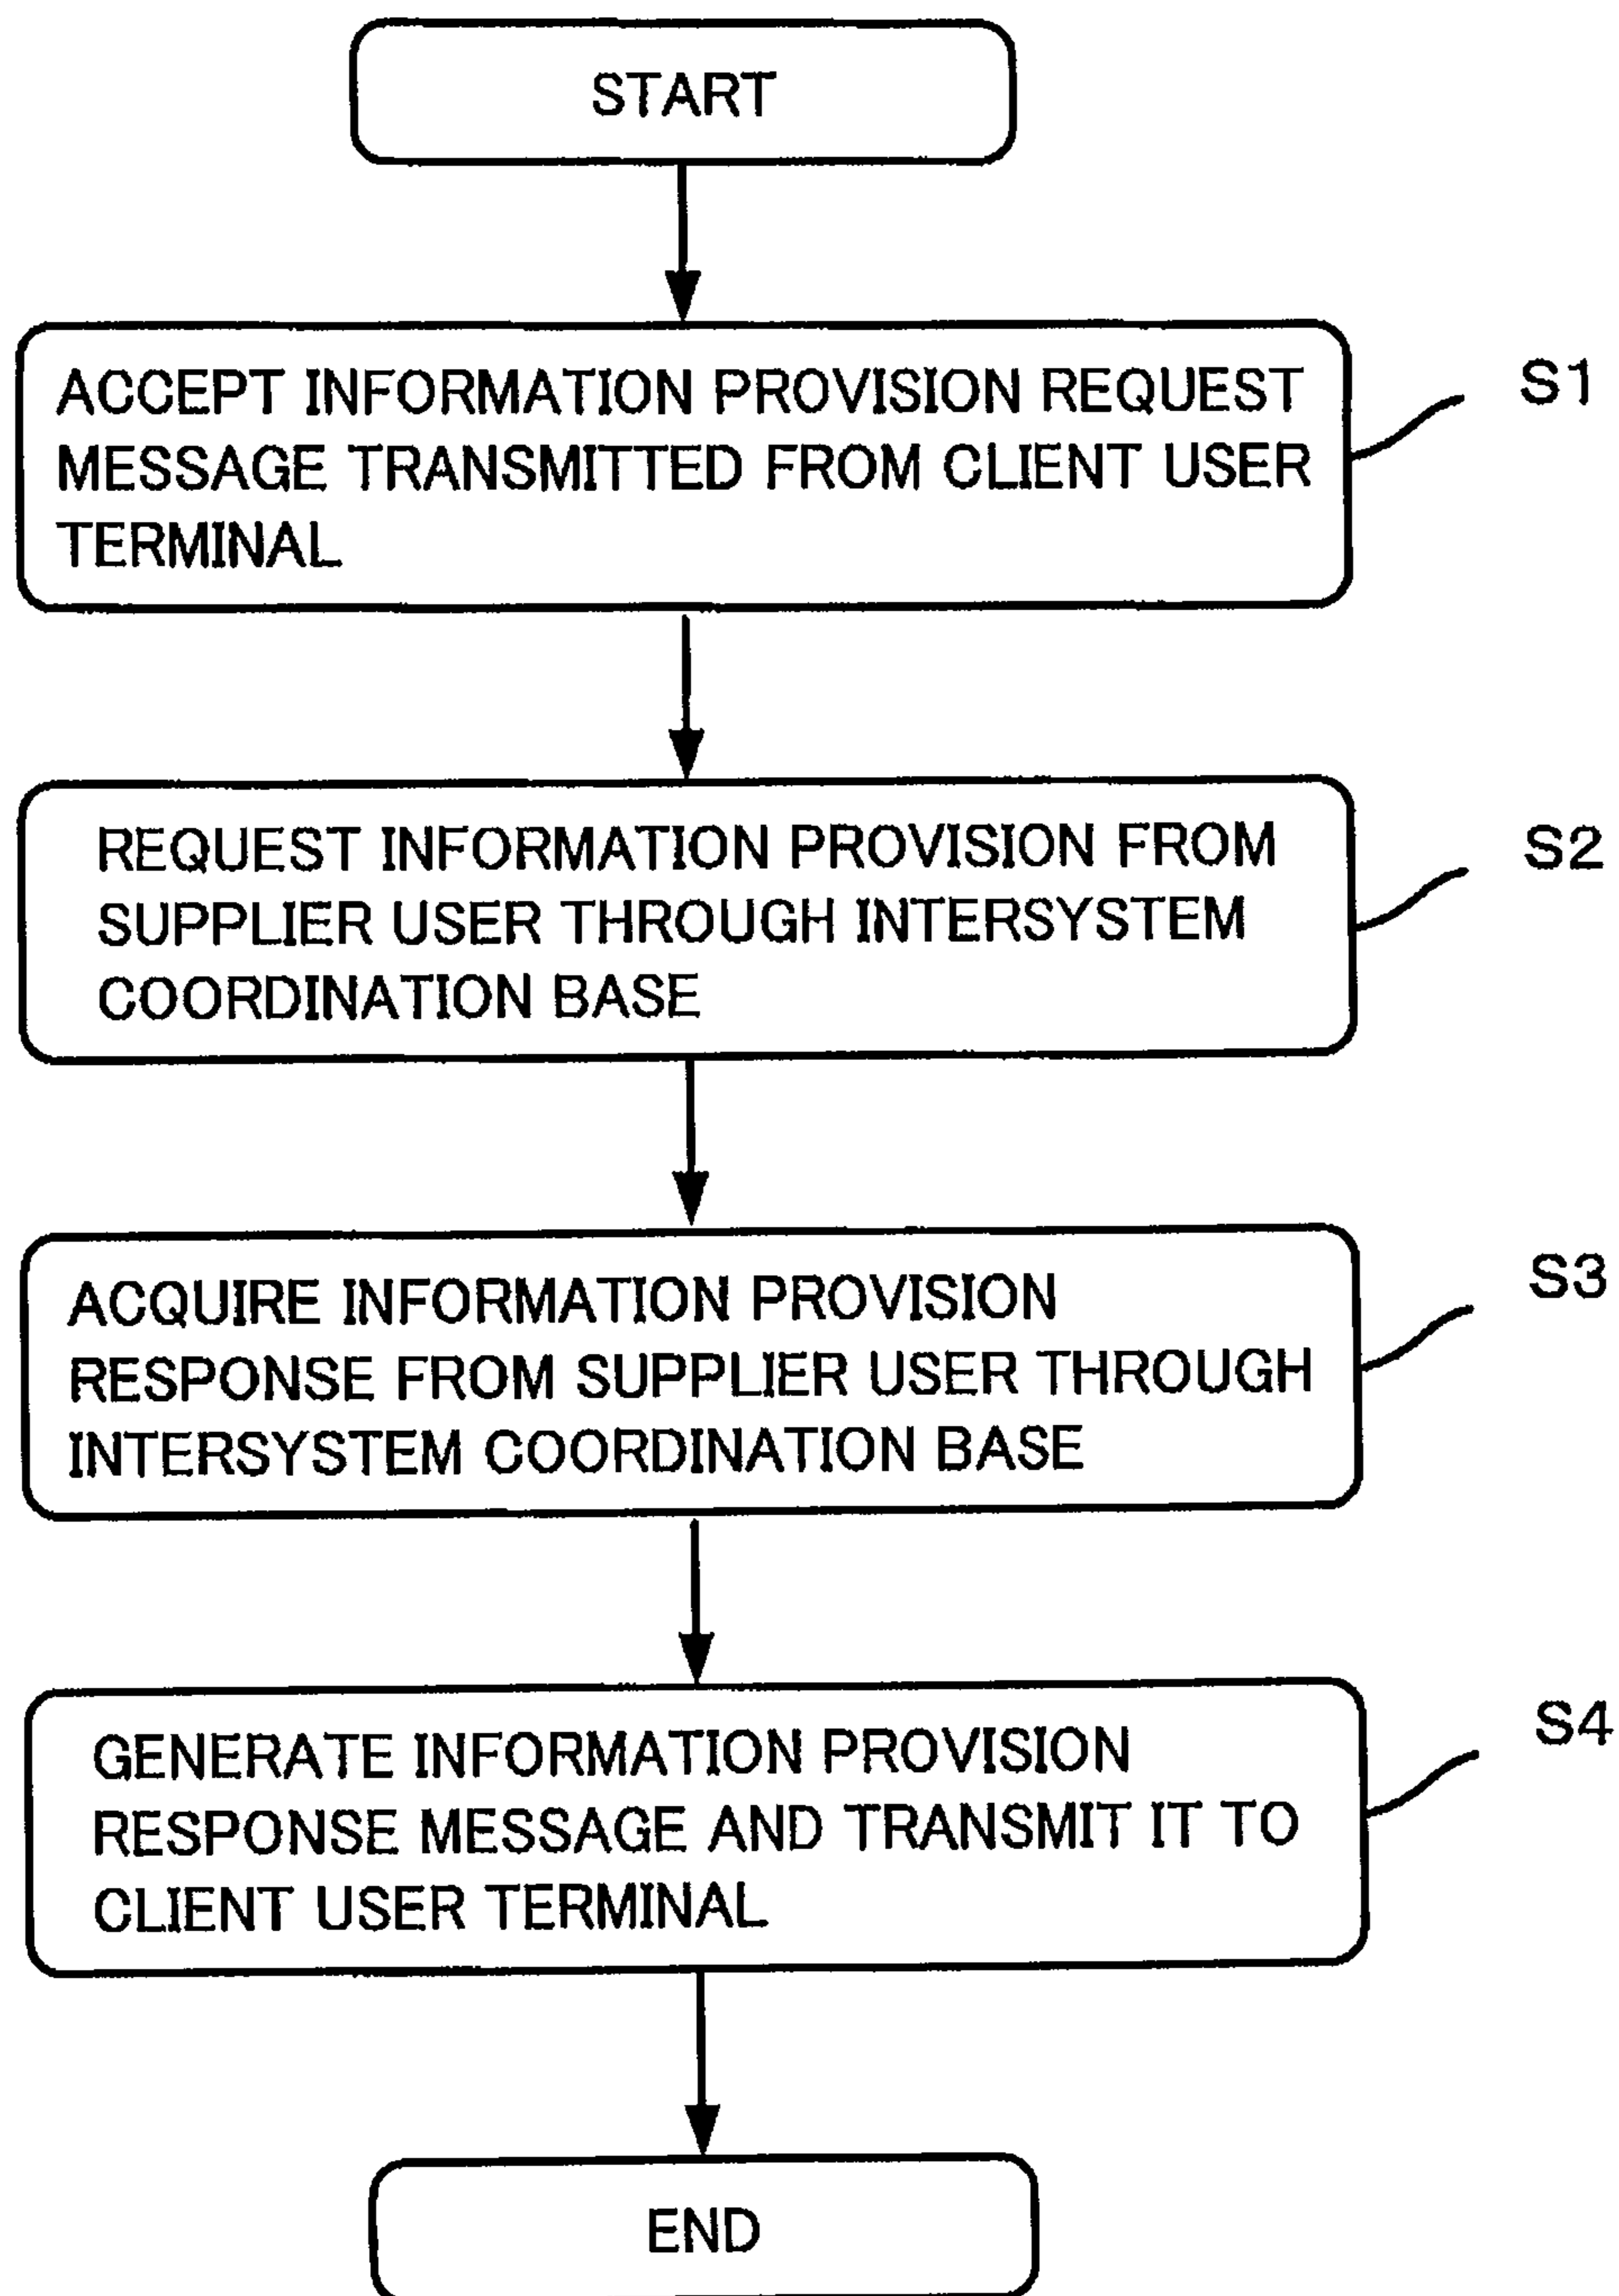 START
ACCEPT INFORMATION PROVISION REQUEST
MESSAGE TRANSMITTED FROM CLIENT USER
TERMINAL
S1
REQUEST INFORMATION PROVISION FROM
SUPPLIER USER THROUGH INTERSYSTEM
COORDINATION BASE
S2
ACQUIRE INFORMATION PROVISION
RESPONSE FROM SUPPLIER USER THROUGH
INTERSYSTEM COORDINATION BASE
S3
GENERATE INFORMATION PROVISION
RESPONSE MESSAGE AND TRANSMIT IT TO
CLIENT USER TERMINAL
S4
END